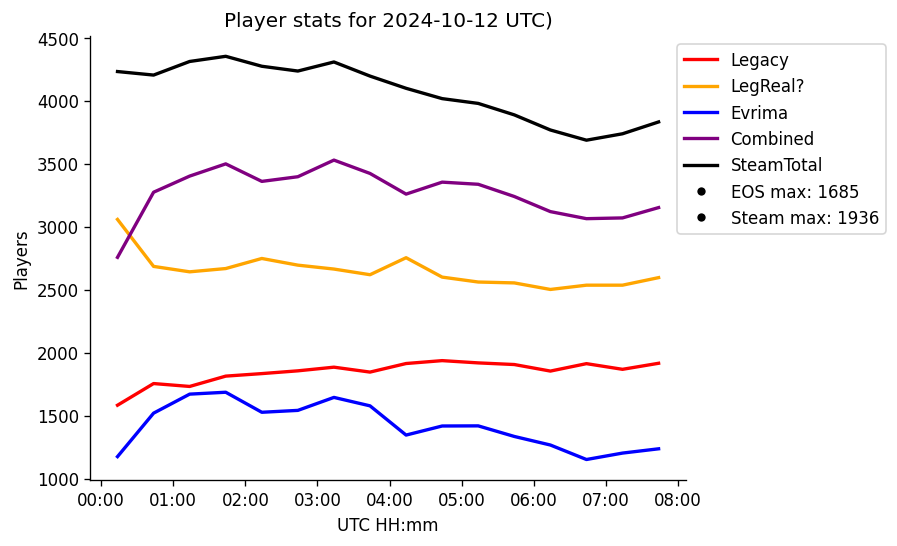 Player stats for 2024-10-12 UTC)
4500
4000
3500
3000
2500
2000
1500
1000
Players
00:00 01:00 02:00 03:00 04:00 05:00 06:00 07:00 08:00
UTC HH:mm
Legacy
LegReal?
Evrima
Combined
SteamTotal
EOS max: 1685
Steam max: 1936